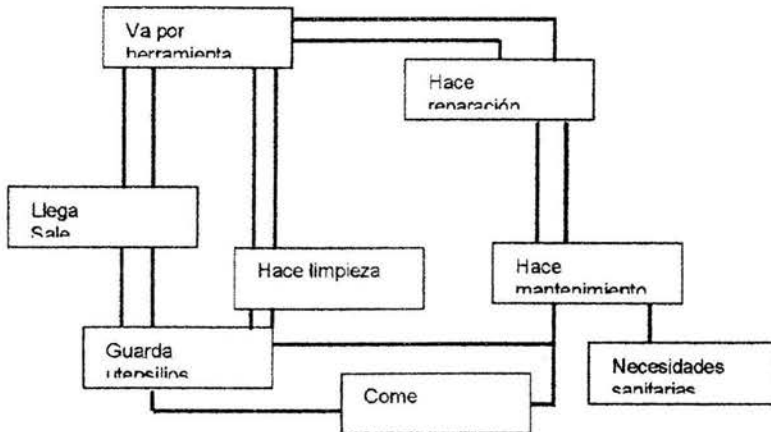 Va por
herramienta
Hace
reparación
Llega
Sale
Hace limpieza
Hace
mantenimiento
Guarda
utensilios
Come
Necesidades
sanitarias